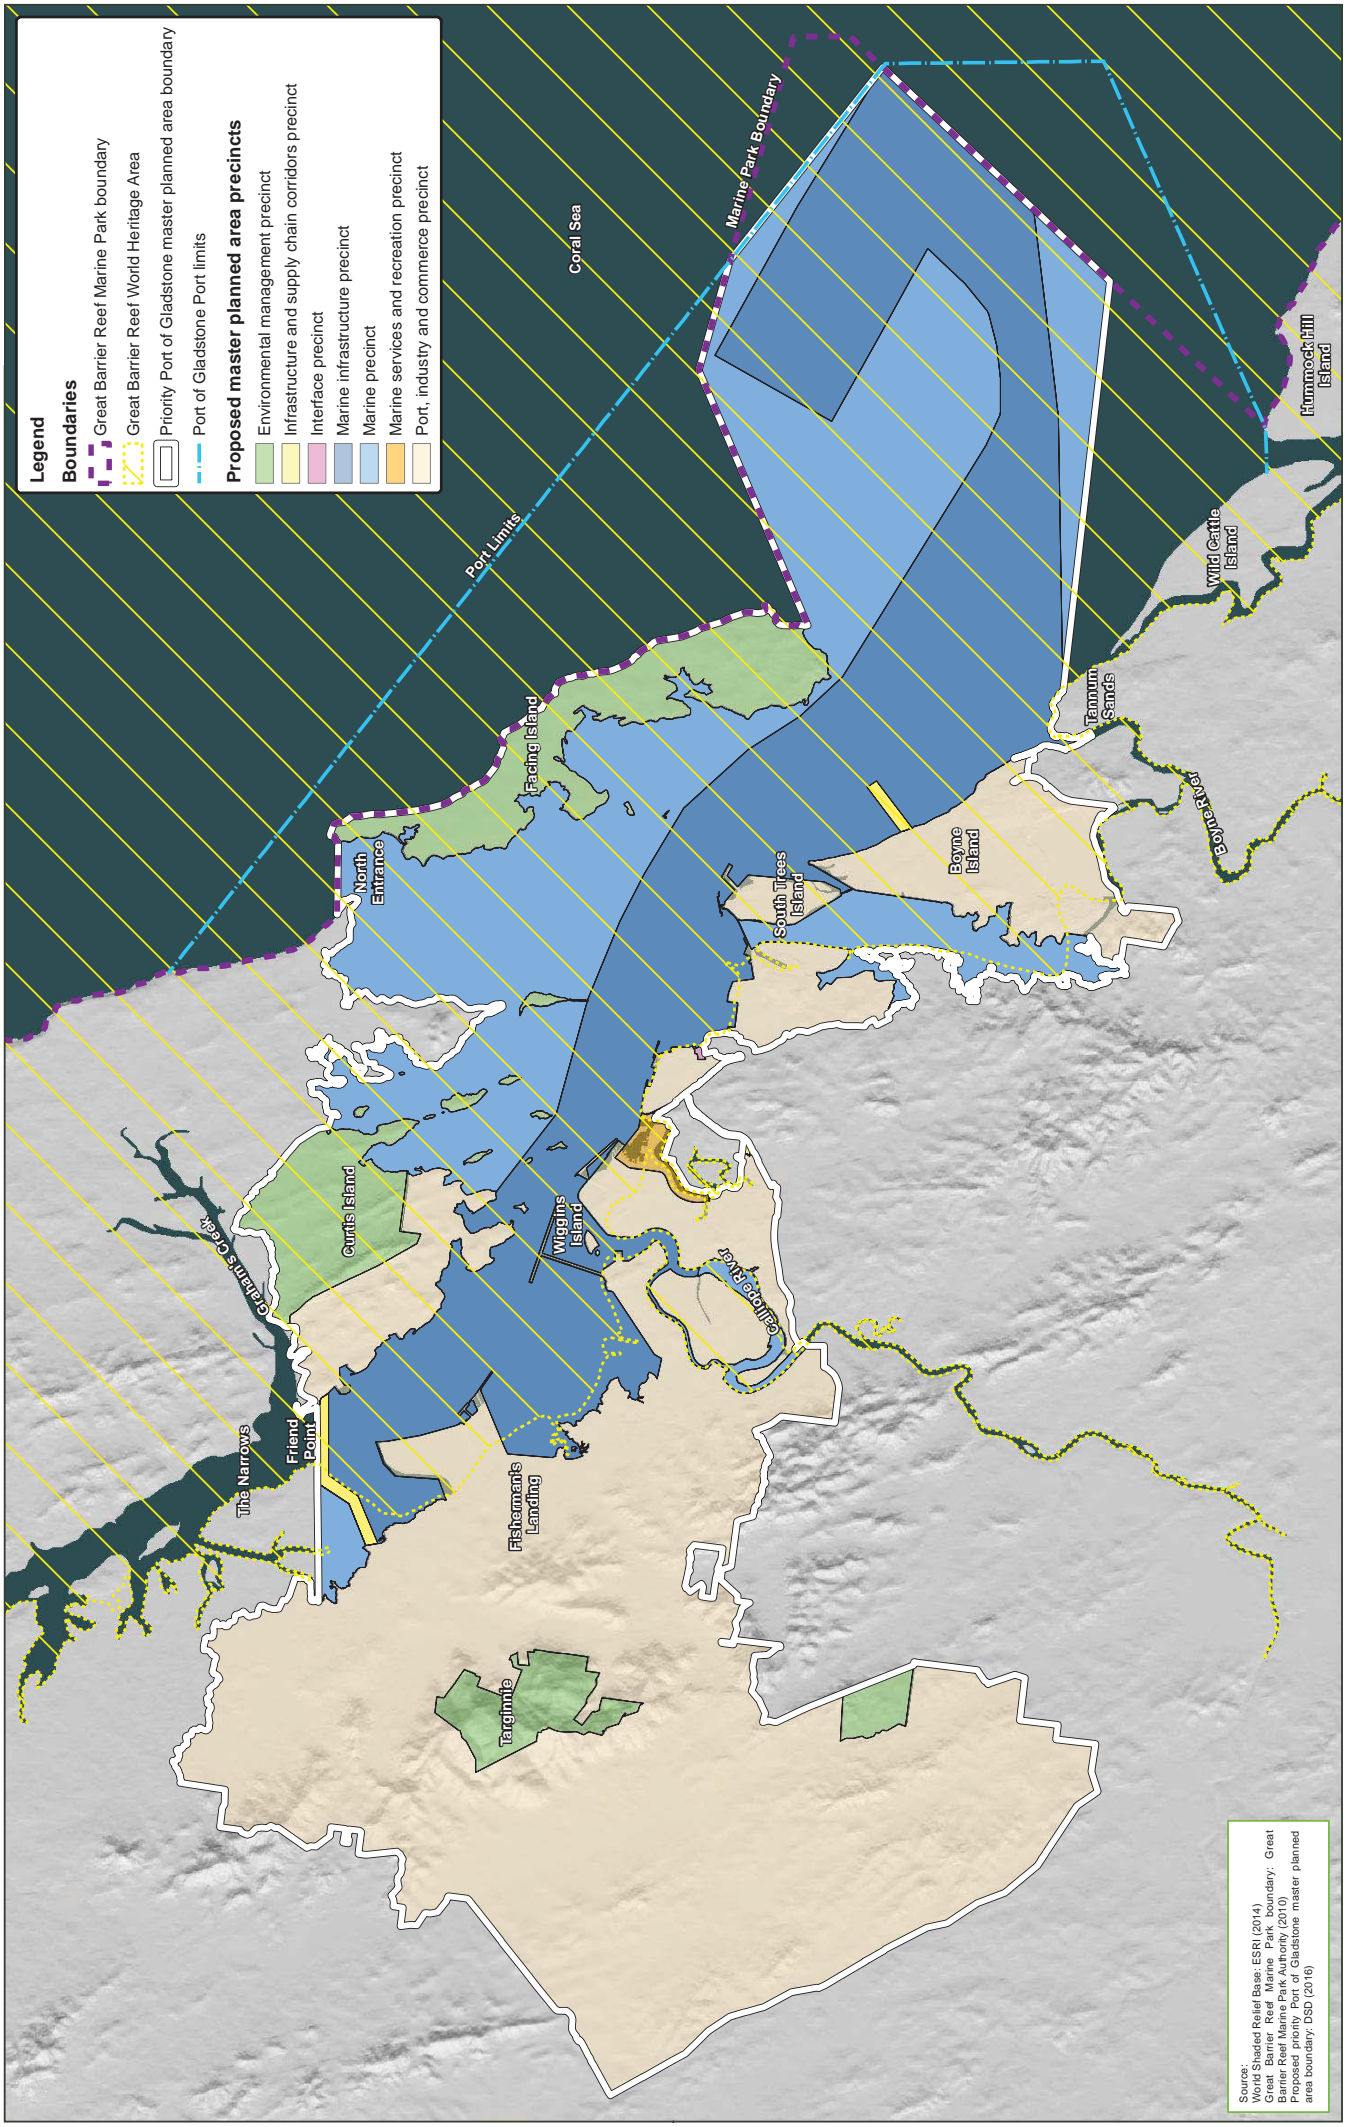 Legend
Boundaries
Great Barrier Reef Marine Park boundary
Great Barrier Reef World Heritage Area
Priority Port of Gladstone master planned area boundary
Port of Gladstone Port limits
Proposed master planned area precincts
Environmental management precinct
Infrastructure and supply chain corridors precinct
Interface precinct
Marine infrastructure precinct
Marine precinct
Marine services and recreation precinct
Port, industry and commerce precinct
Coral Sea
Marine Park Boundary
Port Limits
Hummock Hill
Island
Wild Cattle
Island
Tannum
Sands
Boyne River
Facing Island
North
Entrance
South Trees
Island
Boyne
Island
Curtis Island
Graham's Creek
Wiggins
Island
Calliope River
The Narrows
Friend
Point
Fisherman's
Landing
Targinnie
Source:
World Shaded Relief Base: ESRI (2014)
Great Barrier Reef Marine Park boundary: Great
Barrier Reef Marine Park Authority (2010)
Proposed priority Port of Gladstone master planned
area boundary: DSD (2016)